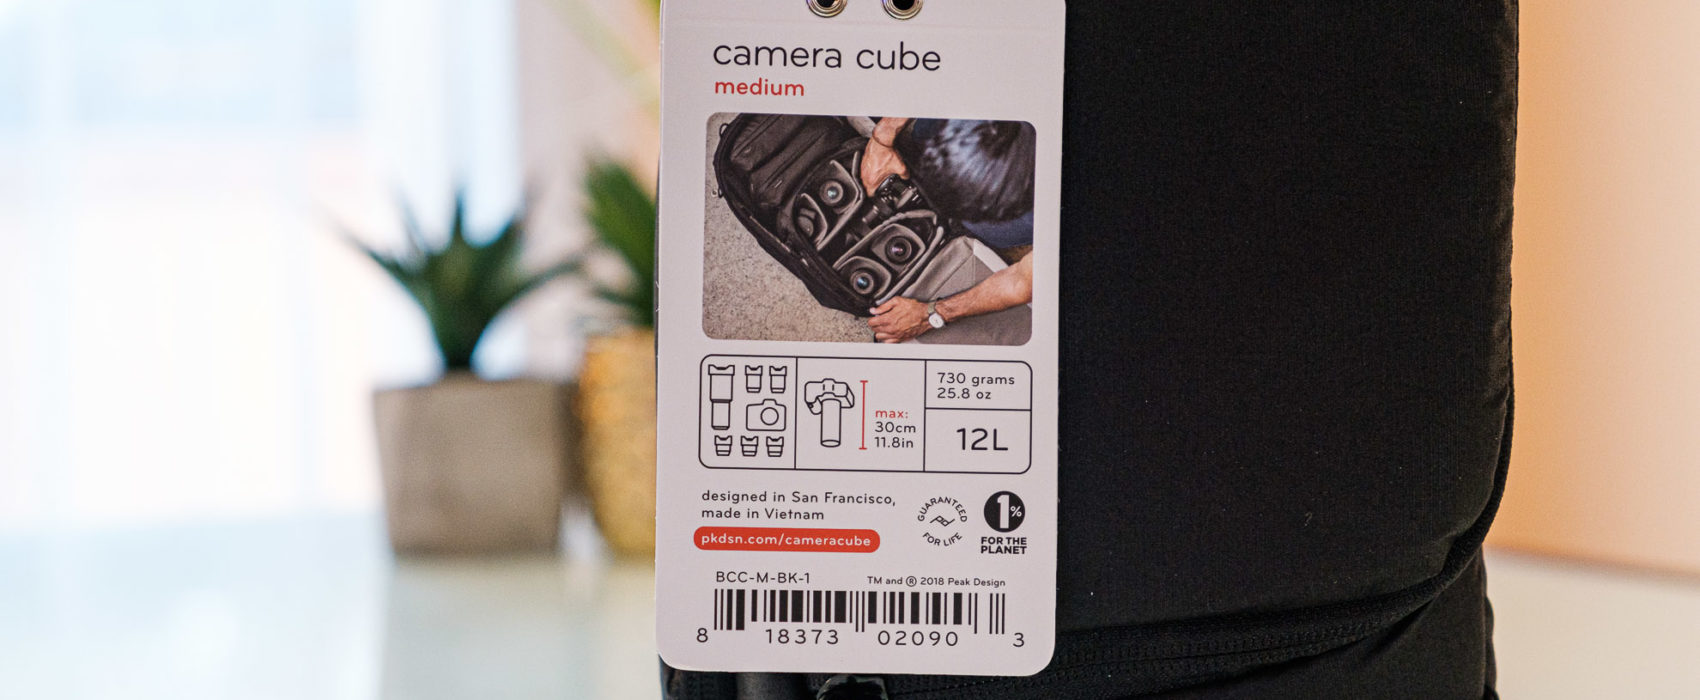 camera cube
medium
max:
30cm
11.8in
730 grams
25.8 oz
12L
designed in San Francisco,
made in Vietnam
pkdsn.com/cameracube
GUARANTEED
FOR LIFE
1%
FOR THE
PLANET
BCC-M-BK-1
TM and ® 2018 Peak Design
8 18373 02090 3